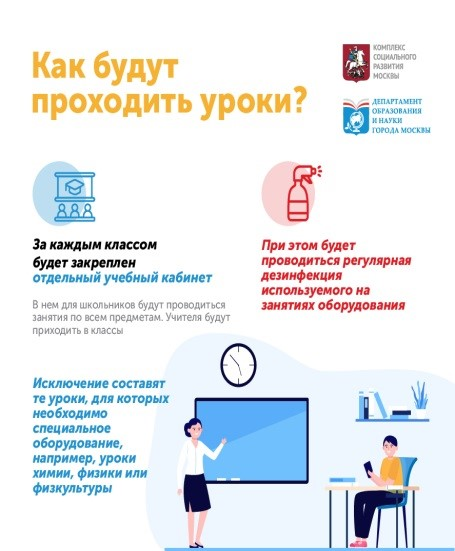 Как будут
проходить уроки?
КОМПЛЕКС
СОЦИАЛЬНОГО
РАЗВИТИЯ
МОСКВЫ
ДЕПАРТАМЕНТ
ОБРАЗОВАНИЯ
И НАУКИ
ГОРОДА МОСКВЫ
За каждым классом
будет закреплен
отдельный учебный кабинет
В нем для школьников будут проводиться
занятия по всем предметам. Учителя будут
приходить в классы
При этом будет
проводиться регулярная
дезинфекция
используемого на
занятиях оборудования
Исключение составят
те уроки, для которых
необходимо
специальное
оборудование,
например, уроки
химии, физики или
физкультуры